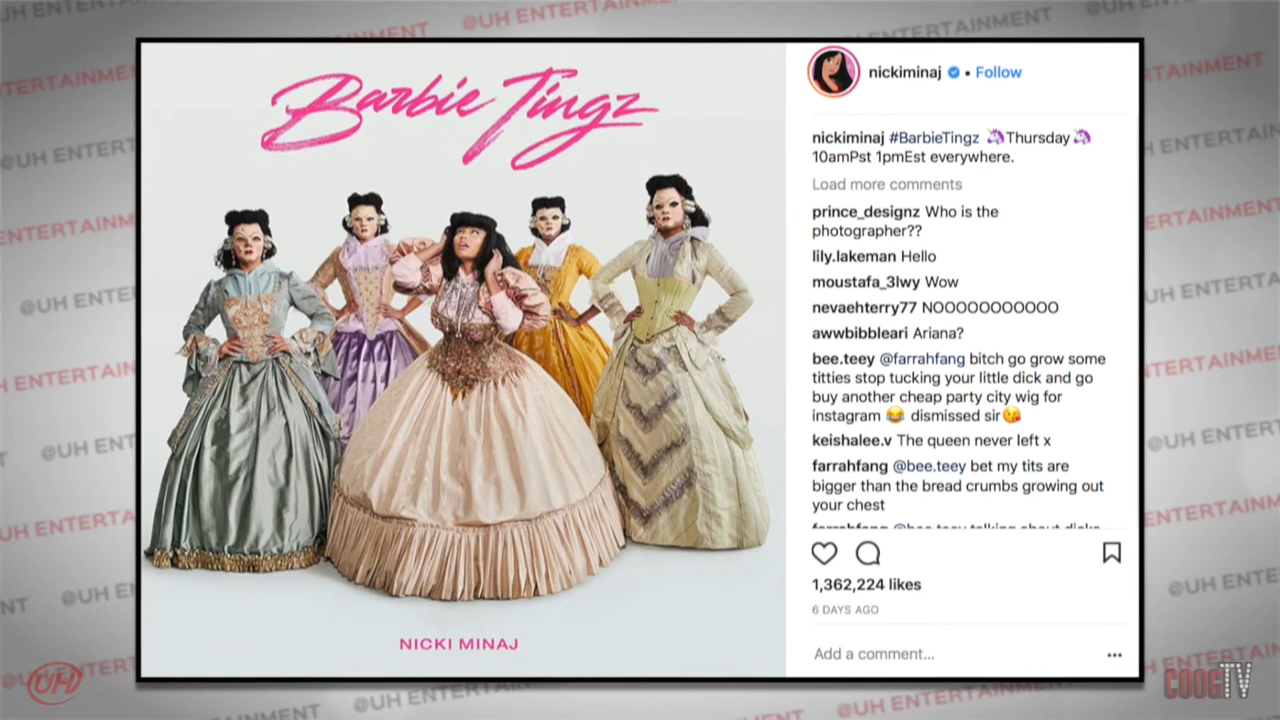 @UH ENTERTAINMENT
Barbie Tingz
NICKI MINAJ
nickiminaj • Follow
nickiminaj #BarbieTingz 🦄Thursday🦄
10amPst 1pmEst everywhere.
Load more comments
prince_designz Who is the
photographer??
lily.lakeman Hello
moustafa_3lwy Wow
nevaehterry77 NOOOOOOOOOOO
awwbibbleari Ariana?
bee.teey @farrahfang bitch go grow some
titties stop tucking your little dick and go
buy another cheap party city wig for
instagram 😂 dismissed sir😘
keishalee.v The queen never left x
farrahfang @bee.teey bet my tits are
bigger than the bread crumbs growing out
your chest
1,362,224 likes
6 DAYS AGO
Add a comment...
UH
COOGTV